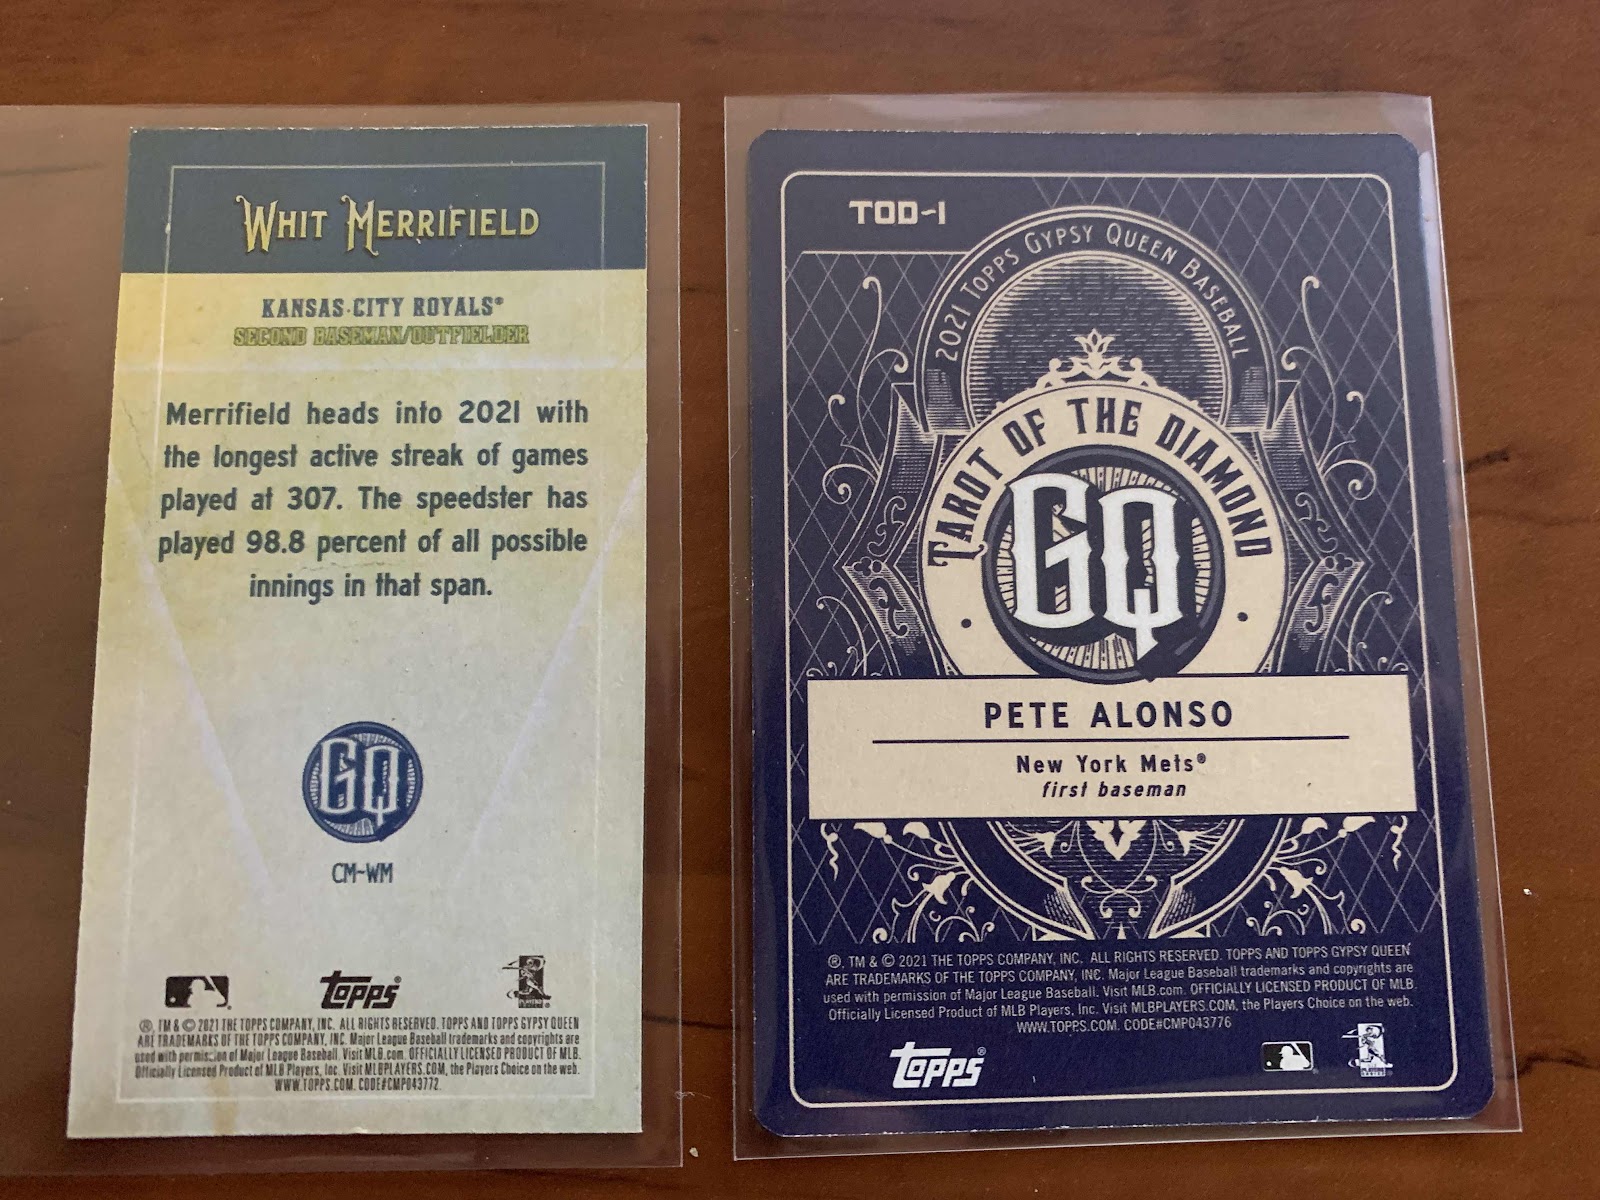 WHIT MERRIFIELD
KANSAS CITY ROYALS®
SECOND BASEMAN/OUTFIELDER
Merrifield heads into 2021 with
the longest active streak of games
played at 307. The speedster has
played 98.8 percent of all possible
innings in that span.
GQ
CM-WM
Topps®
®, TM & © 2021 THE TOPPS COMPANY, INC. ALL RIGHTS RESERVED. TOPPS AND TOPPS GYPSY QUEEN
ARE TRADEMARKS OF THE TOPPS COMPANY, INC. Major League Baseball trademarks and copyrights are
used with permission of Major League Baseball. Visit MLB.com. OFFICIALLY LICENSED PRODUCT OF MLB.
Officially Licensed Product of MLB Players, Inc. Visit MLBPLAYERS.COM, the Players Choice on the web.
WWW.TOPPS.COM. CODE#CMP043772
TOD-1
2021 TOPPS GYPSY QUEEN BASEBALL
TAROT OF THE DIAMOND
GQ
PETE ALONSO
New York Mets®
first baseman
®, TM & © 2021 THE TOPPS COMPANY, INC. ALL RIGHTS RESERVED. TOPPS AND TOPPS GYPSY QUEEN
ARE TRADEMARKS OF THE TOPPS COMPANY, INC. Major League Baseball trademarks and copyrights are
used with permission of Major League Baseball. Visit MLB.com. OFFICIALLY LICENSED PRODUCT OF MLB.
Officially Licensed Product of MLB Players, Inc. Visit MLBPLAYERS.COM, the Players Choice on the web.
WWW.TOPPS.COM. CODE#CMP043776
Topps®